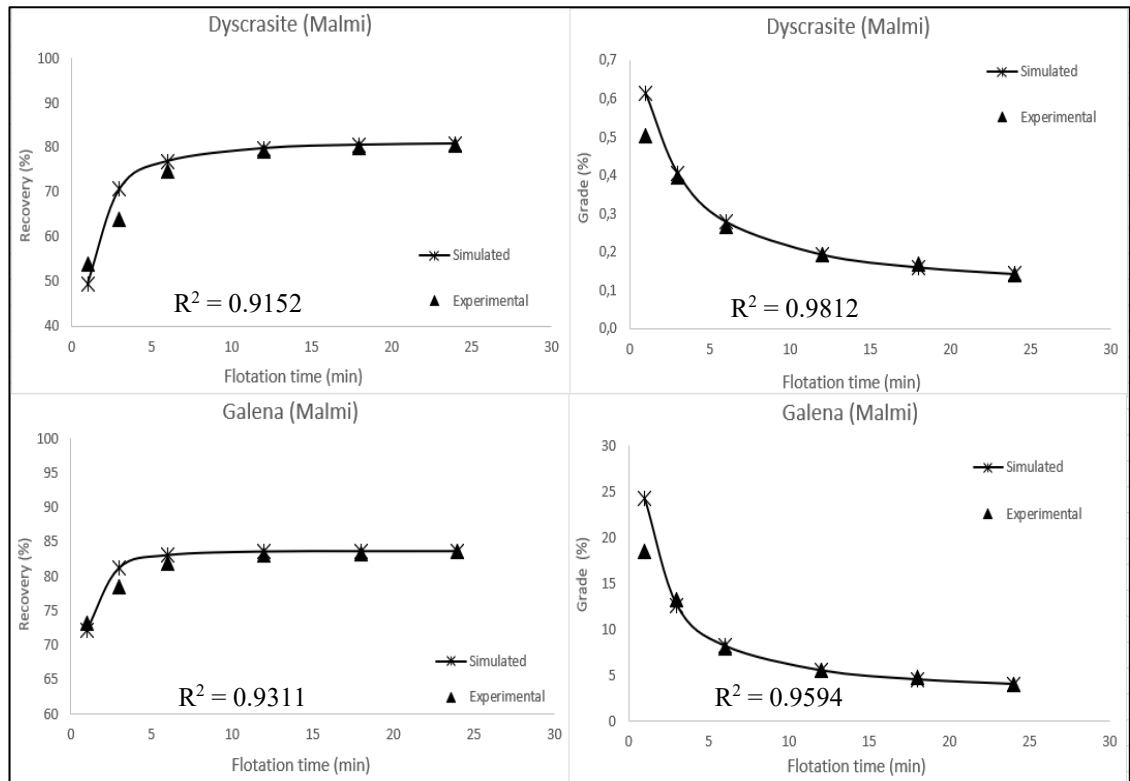 Dyscrasite (Malmi)
100
90
80
70
60
50
40
Recovery (%)
Simulated
Experimental
R² = 0.9152
0 5 10 15 20 25 30
Flotation time (min)
Dyscrasite (Malmi)
0,7
0,6
0,5
0,4
0,3
0,2
0,1
0,0
Grade (%)
Simulated
Experimental
R² = 0.9812
0 5 10 15 20 25 30
Flotation time (min)
Galena (Malmi)
100
95
90
85
80
75
70
65
60
Recovery (%)
Simulated
Experimental
R² = 0.9311
0 5 10 15 20 25 30
Flotation time (min)
Galena (Malmi)
30
25
20
15
10
5
0
Grade (%)
Simulated
Experimental
R² = 0.9594
0 5 10 15 20 25 30
Flotation time (min)